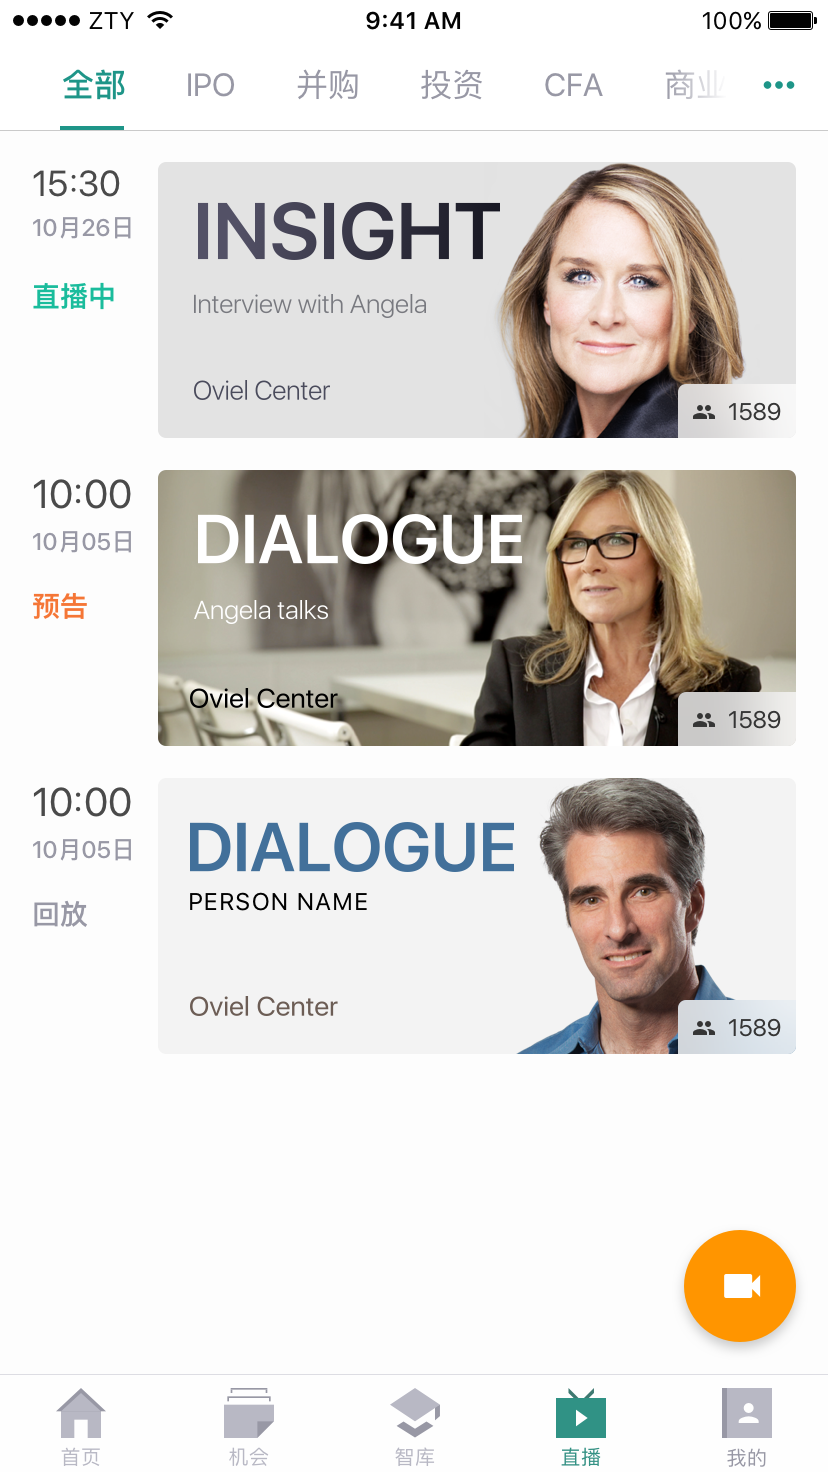 ZTY 9:41 AM 100%
全部 IPO 并购 投资 CFA 商业
15:30
10月26日
直播中
INSIGHT
Interview with Angela
Oviel Center
1589
10:00
10月05日
预告
DIALOGUE
Angela talks
Oviel Center
1589
10:00
10月05日
回放
DIALOGUE
PERSON NAME
Oviel Center
1589
首页 机会 智库 直播 我的